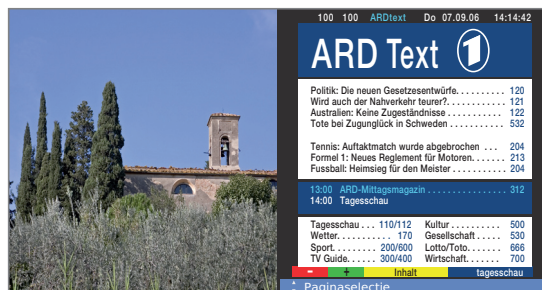 100 100 ARDtext Do 07.09.06 14:14:42
ARD Text 1
Politik: Die neuen Gesetzesentwürfe. . . . . . . . . . 120
Wird auch der Nahverkehr teurer?. . . . . . . . . . . . 121
Australien: Keine Zugeständnisse . . . . . . . . . . . . 122
Tote bei Zugunglück in Schweden . . . . . . . . . . . 532
Tennis: Auftaktmatch wurde abgebrochen . . . 204
Formel 1: Neues Reglement für Motoren. . . . . . . 213
Fussball: Heimsieg für den Meister . . . . . . . . . . . 204
13:00 ARD-Mittagsmagazin . . . . . . . . . . . . . . . . 312
14:00 Tagesschau
Tagesschau . . . 110/112 Kultur . . . . . . . . . . 500
Wetter. . . . . . . . . . 170 Gesellschaft . . . . . 530
Sport. . . . . . . . 200/600 Lotto/Toto. . . . . . . 666
TV Guide. . . . . 300/400 Wirtschaft. . . . . . . 700
- + Inhalt tagesschau
Paginaselectie